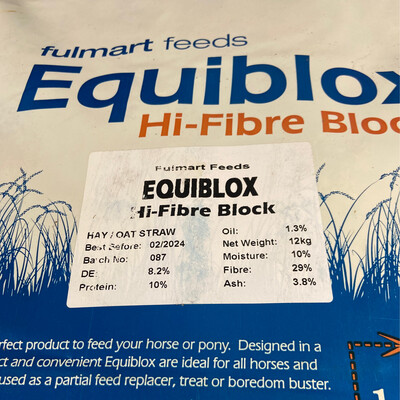 fulmart feeds
Equiblox
Hi-Fibre Bloc
Fulmart Feeds
EQUIBLOX
Hi-Fibre Block
HAY / OAT STRAW Oil: 1.3%
Best Before: 02/2024 Net Weight: 12kg
Batch No: 087 Moisture: 10%
DE: 8.2% Fibre: 29%
Protein: 10% Ash: 3.8%
rfect product to feed your horse or pony. Designed in a
ct and convenient Equiblox are ideal for all horses and
used as a partial feed replacer, treat or boredom buster.